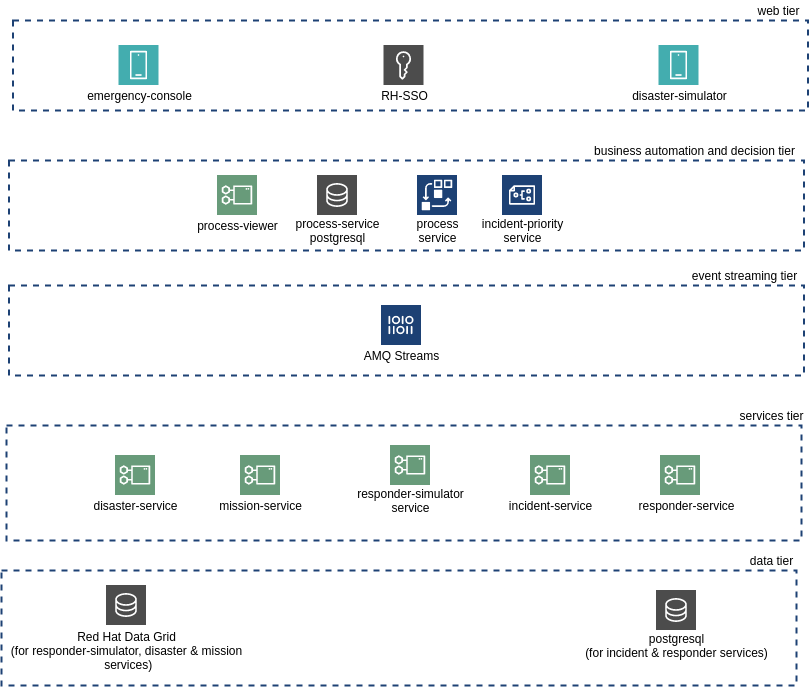 web tier
emergency-console
RH-SSO
disaster-simulator
business automation and decision tier
process-viewer
process-service
postgresql
process
service
incident-priority
service
event streaming tier
AMQ Streams
services tier
disaster-service
mission-service
responder-simulator
service
incident-service
responder-service
data tier
Red Hat Data Grid
(for responder-simulator, disaster & mission
services)
postgresql
(for incident & responder services)